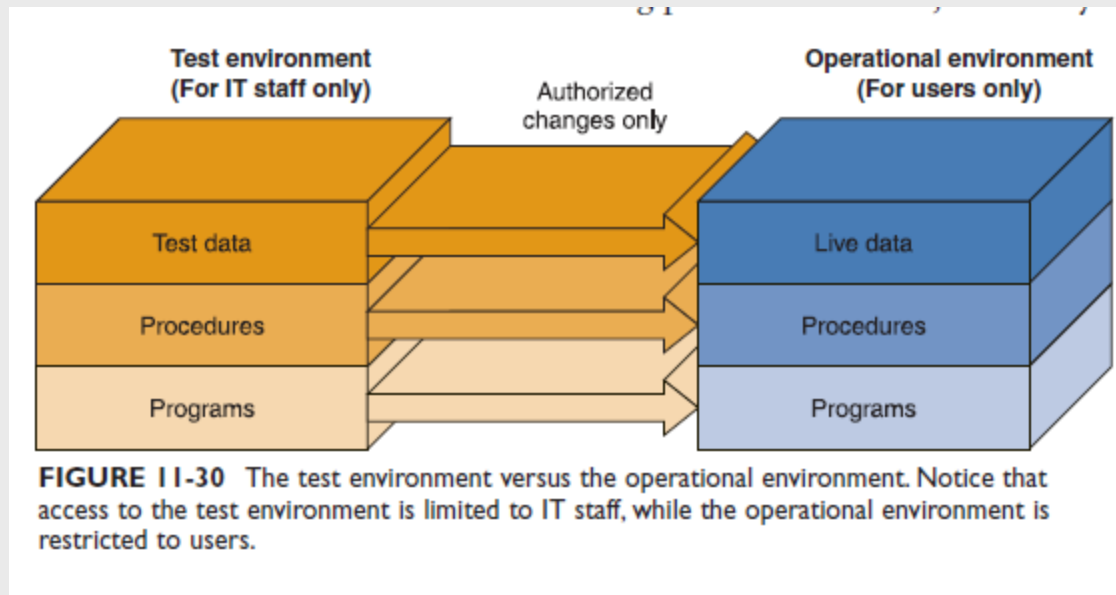 Test environment
(For IT staff only)
Authorized
changes only
Operational environment
(For users only)
Test data
Live data
Procedures
Procedures
Programs
Programs
FIGURE 11-30 The test environment versus the operational environment. Notice that
access to the test environment is limited to IT staff, while the operational environment is
restricted to users.